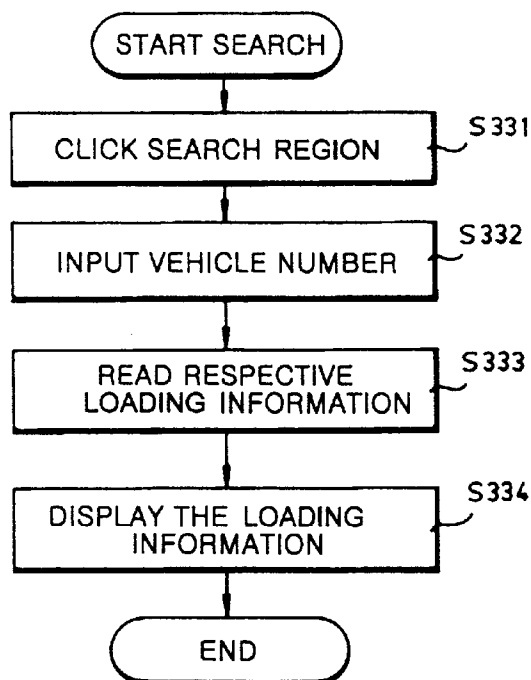 START SEARCH
S331
CLICK SEARCH REGION
S332
INPUT VEHICLE NUMBER
S333
READ RESPECTIVE
LOADING INFORMATION
S334
DISPLAY THE LOADING
INFORMATION
END